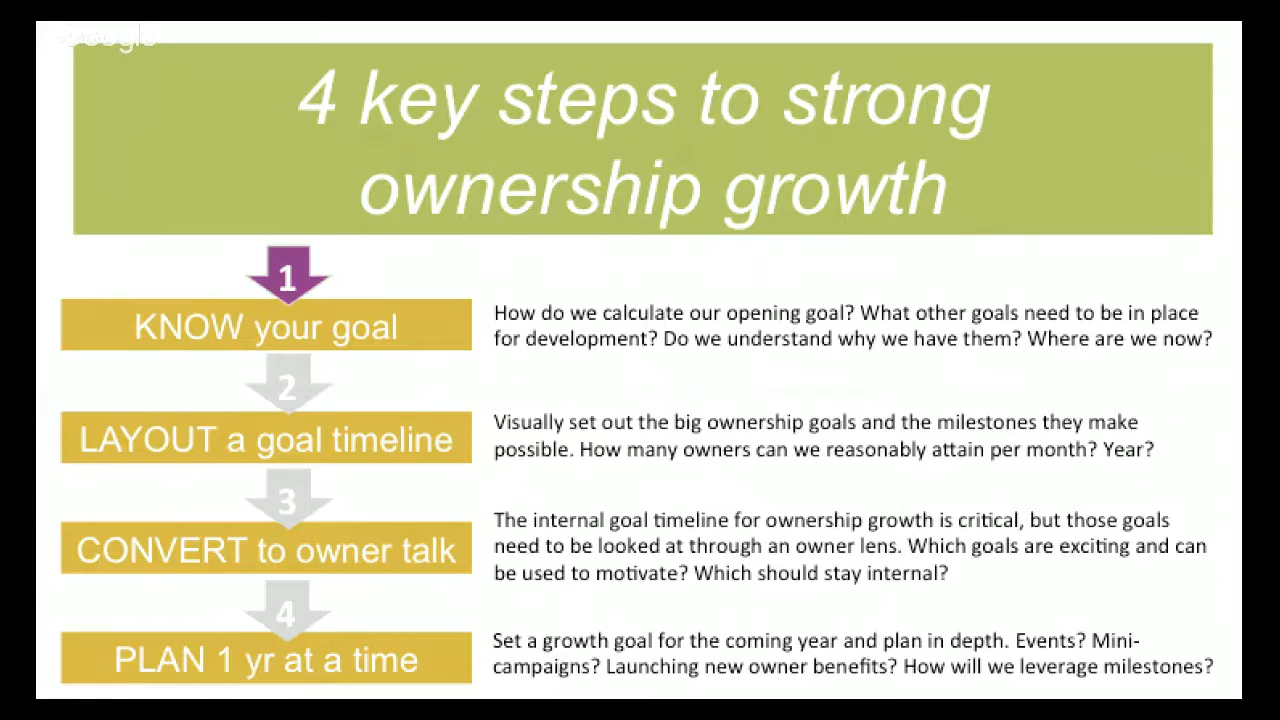 Google
4 key steps to strong
ownership growth
1
KNOW your goal
How do we calculate our opening goal? What other goals need to be in place
for development? Do we understand why we have them? Where are we now?
2
LAYOUT a goal timeline
Visually set out the big ownership goals and the milestones they make
possible. How many owners can we reasonably attain per month? Year?
3
CONVERT to owner talk
The internal goal timeline for ownership growth is critical, but those goals
need to be looked at through an owner lens. Which goals are exciting and can
be used to motivate? Which should stay internal?
4
PLAN 1 yr at a time
Set a growth goal for the coming year and plan in depth. Events? Mini-
campaigns? Launching new owner benefits? How will we leverage milestones?